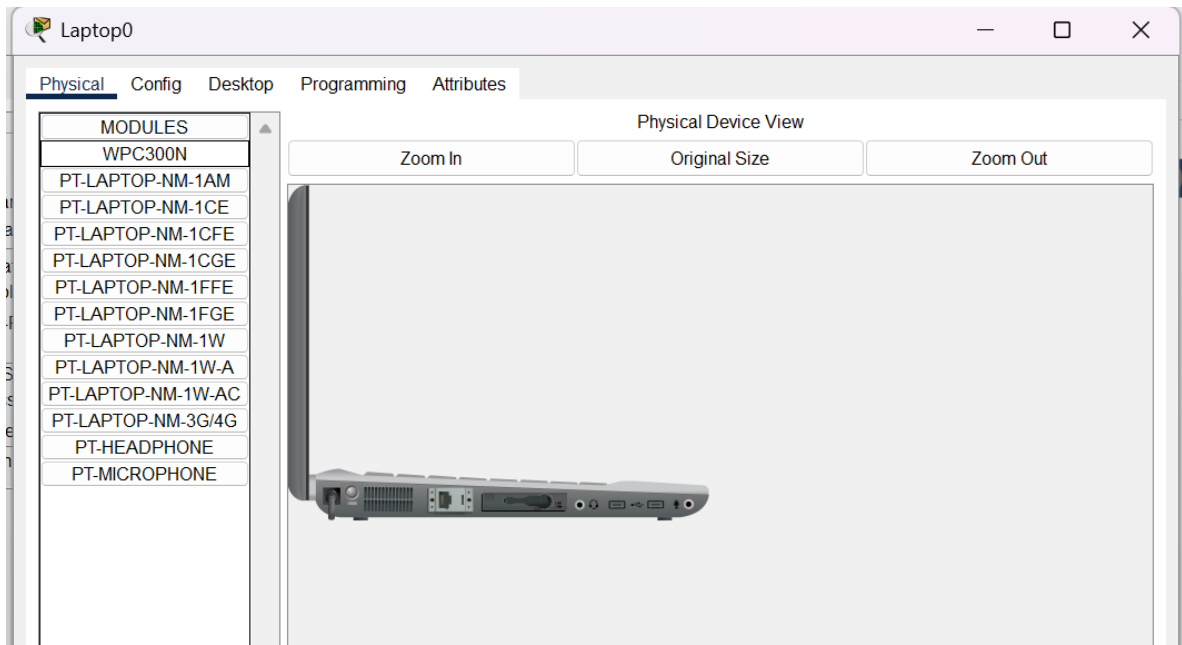 Laptop0
Physical Config Desktop Programming Attributes
MODULES
WPC300N
PT-LAPTOP-NM-1AM
PT-LAPTOP-NM-1CE
PT-LAPTOP-NM-1CFE
PT-LAPTOP-NM-1CGE
PT-LAPTOP-NM-1FFE
PT-LAPTOP-NM-1FGE
PT-LAPTOP-NM-1W
PT-LAPTOP-NM-1W-A
PT-LAPTOP-NM-1W-AC
PT-LAPTOP-NM-3G/4G
PT-HEADPHONE
PT-MICROPHONE
Physical Device View
Zoom In Original Size Zoom Out